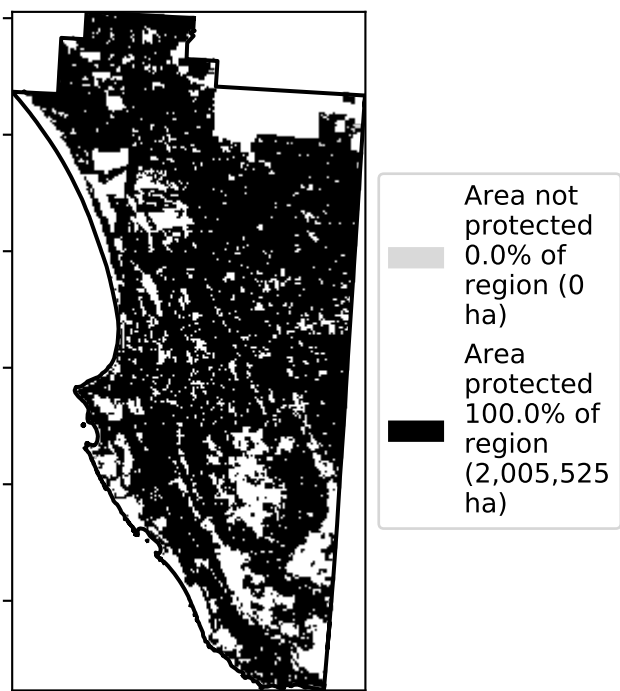 Area not
protected
0.0% of
region (0
ha)
Area
protected
100.0% of
region
(2,005,525
ha)